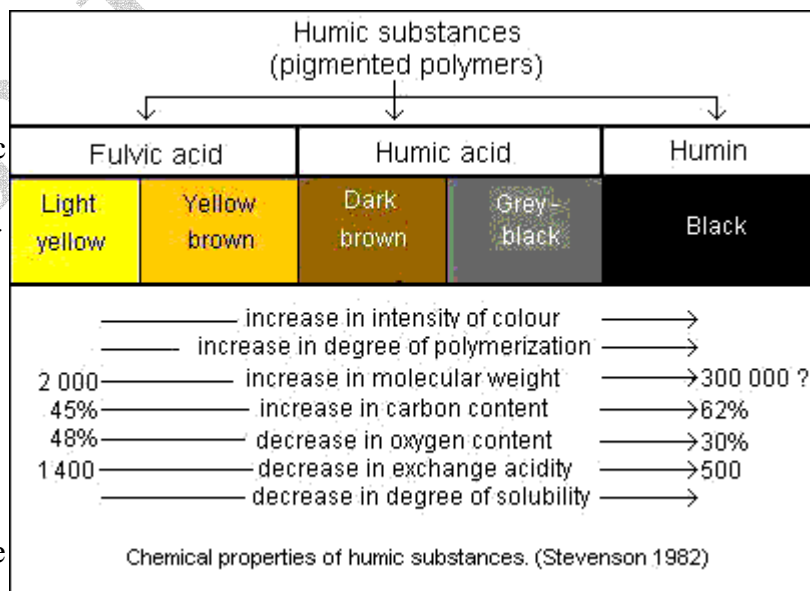 Humic substances
(pigmented polymers)
Fulvic acid Humic acid Humin
Light yellow Yellow brown Dark brown Grey-black Black
increase in intensity of colour
increase in degree of polymerization
2 000 increase in molecular weight 300 000 ?
45% increase in carbon content 62%
48% decrease in oxygen content 30%
1 400 decrease in exchange acidity 500
decrease in degree of solubility
Chemical properties of humic substances. (Stevenson 1982)